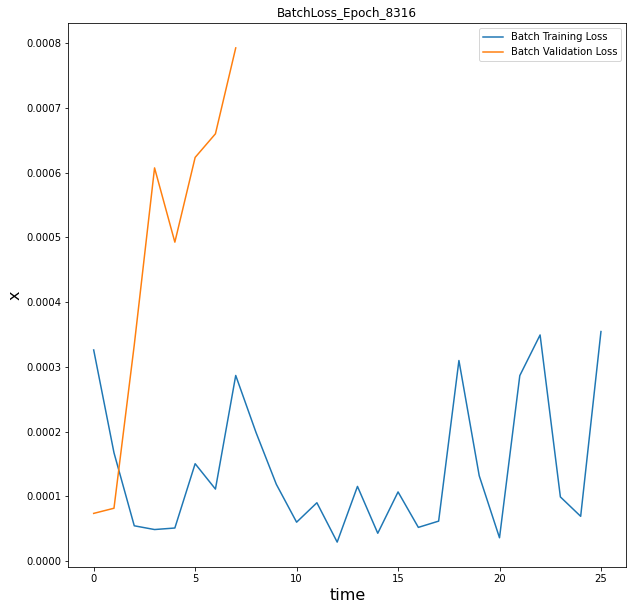 BatchLoss_Epoch_8316
Batch Training Loss
Batch Validation Loss
0.0008
0.0007
0.0006
0.0005
0.0004
0.0003
0.0002
0.0001
0.0000
x
0 5 10 15 20 25
time